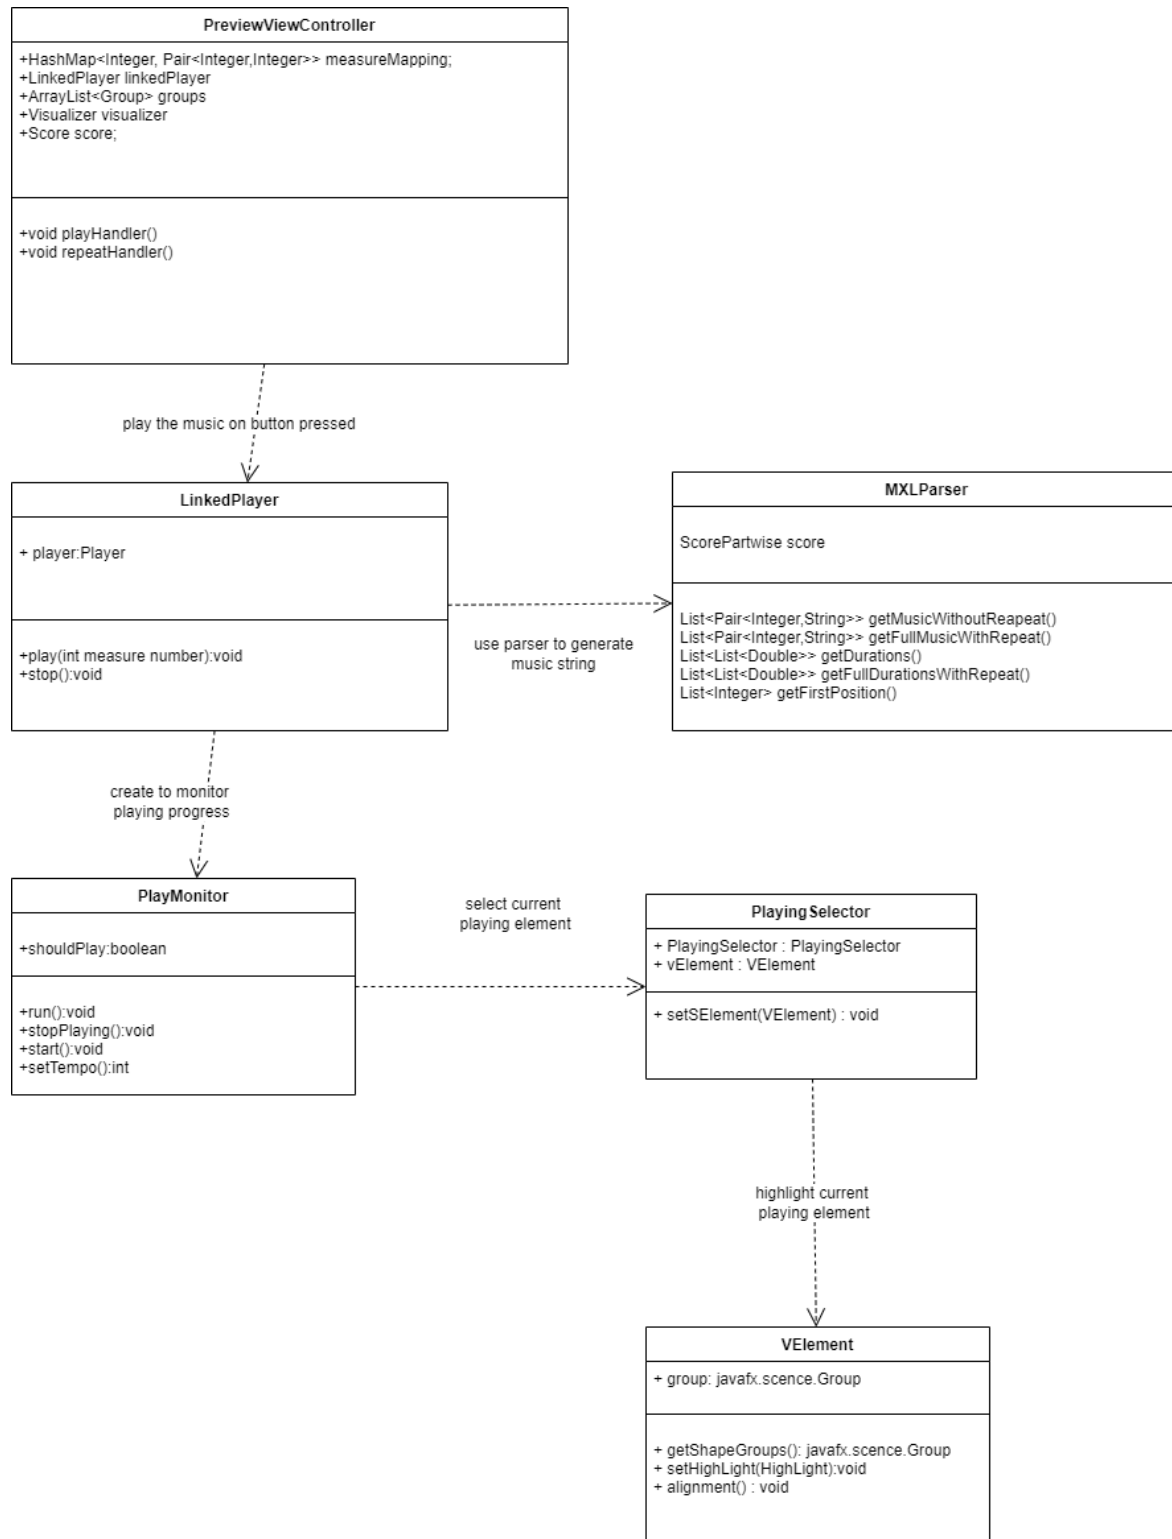 PreviewViewController
+HashMap<Integer, Pair<Integer,Integer>> measureMapping;
+LinkedPlayer linkedPlayer
+ArrayList<Group> groups
+Visualizer visualizer
+Score score;
+void playHandler()
+void repeatHandler()
play the music on button pressed
LinkedPlayer
+ player:Player
+play(int measure number):void
+stop():void
use parser to generate
music string
MXLParser
ScorePartwise score
List<Pair<Integer,String>> getMusicWithoutReapeat()
List<Pair<Integer,String>> getFullMusicWithRepeat()
List<List<Double>> getDurations()
List<List<Double>> getFullDurationsWithRepeat()
List<Integer> getFirstPosition()
create to monitor
playing progress
PlayMonitor
+shouldPlay:boolean
+run():void
+stopPlaying():void
+start():void
+setTempo():int
select current
playing element
PlayingSelector
+ PlayingSelector : PlayingSelector
+ vElement : VElement
+ setSElement(VElement) : void
highlight current
playing element
VElement
+ group: javafx.scence.Group
+ getShapeGroups(): javafx.scence.Group
+ setHighLight(HighLight):void
+ alignment() : void